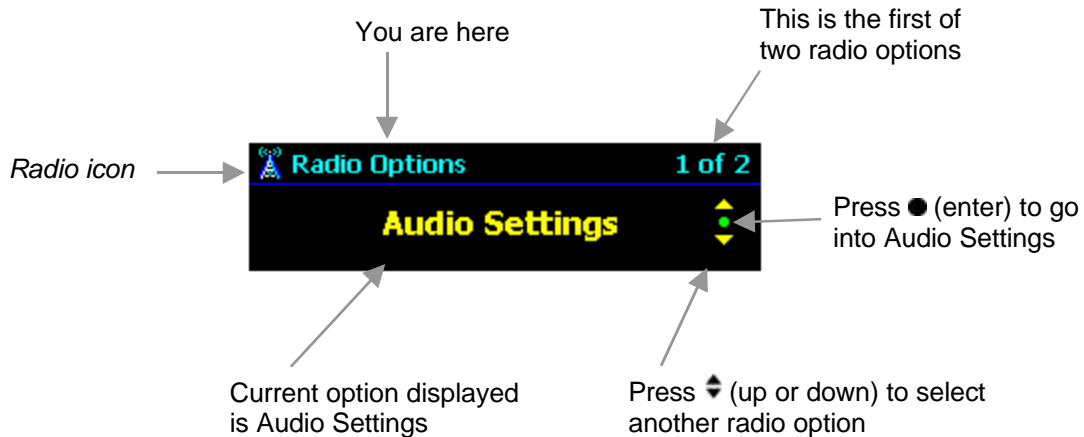 You are here
This is the first of
two radio options
Radio icon
Radio Options 1 of 2
Audio Settings
Press ● (enter) to go
into Audio Settings
Current option displayed
is Audio Settings
Press ⬍ (up or down) to select
another radio option